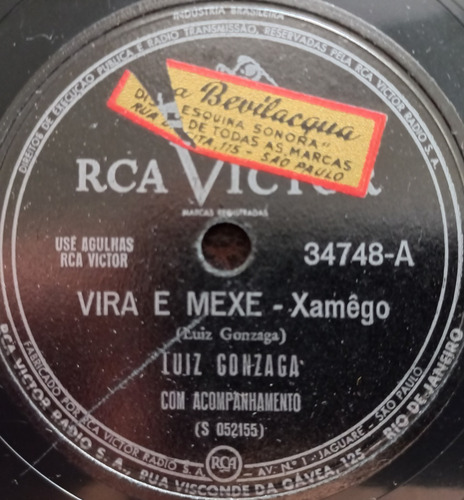 INDÚSTRIA BRASILEIRA
DIREITOS DE EXECUÇÃO PUBLICA E RADIO TRANSMISSÃO, RESERVADAS PELA RCA VICTOR RADIO S.A.
a Bevilacqua
"ESQUINA SONORA"
DE TODAS AS MARCAS
RUA 115 - SÃO PAULO
RCA VICTOR
MARCAS REGISTRADAS
USE AGULHAS
RCA VICTOR
34748-A
VIRA E MEXE - Xamêgo
(Luiz Gonzaga)
LUIZ GONZAGA
COM ACOMPANHAMENTO
(S 052155)
RCA
FABRICADO POR RCA VICTOR RADIO S.A. - AV. Nº 1 - JAGUARÉ - SÃO PAULO
RCA VICTOR RADIO S. A., RUA VISCONDE DA GÁVEA, 125 - RIO DE JANEIRO